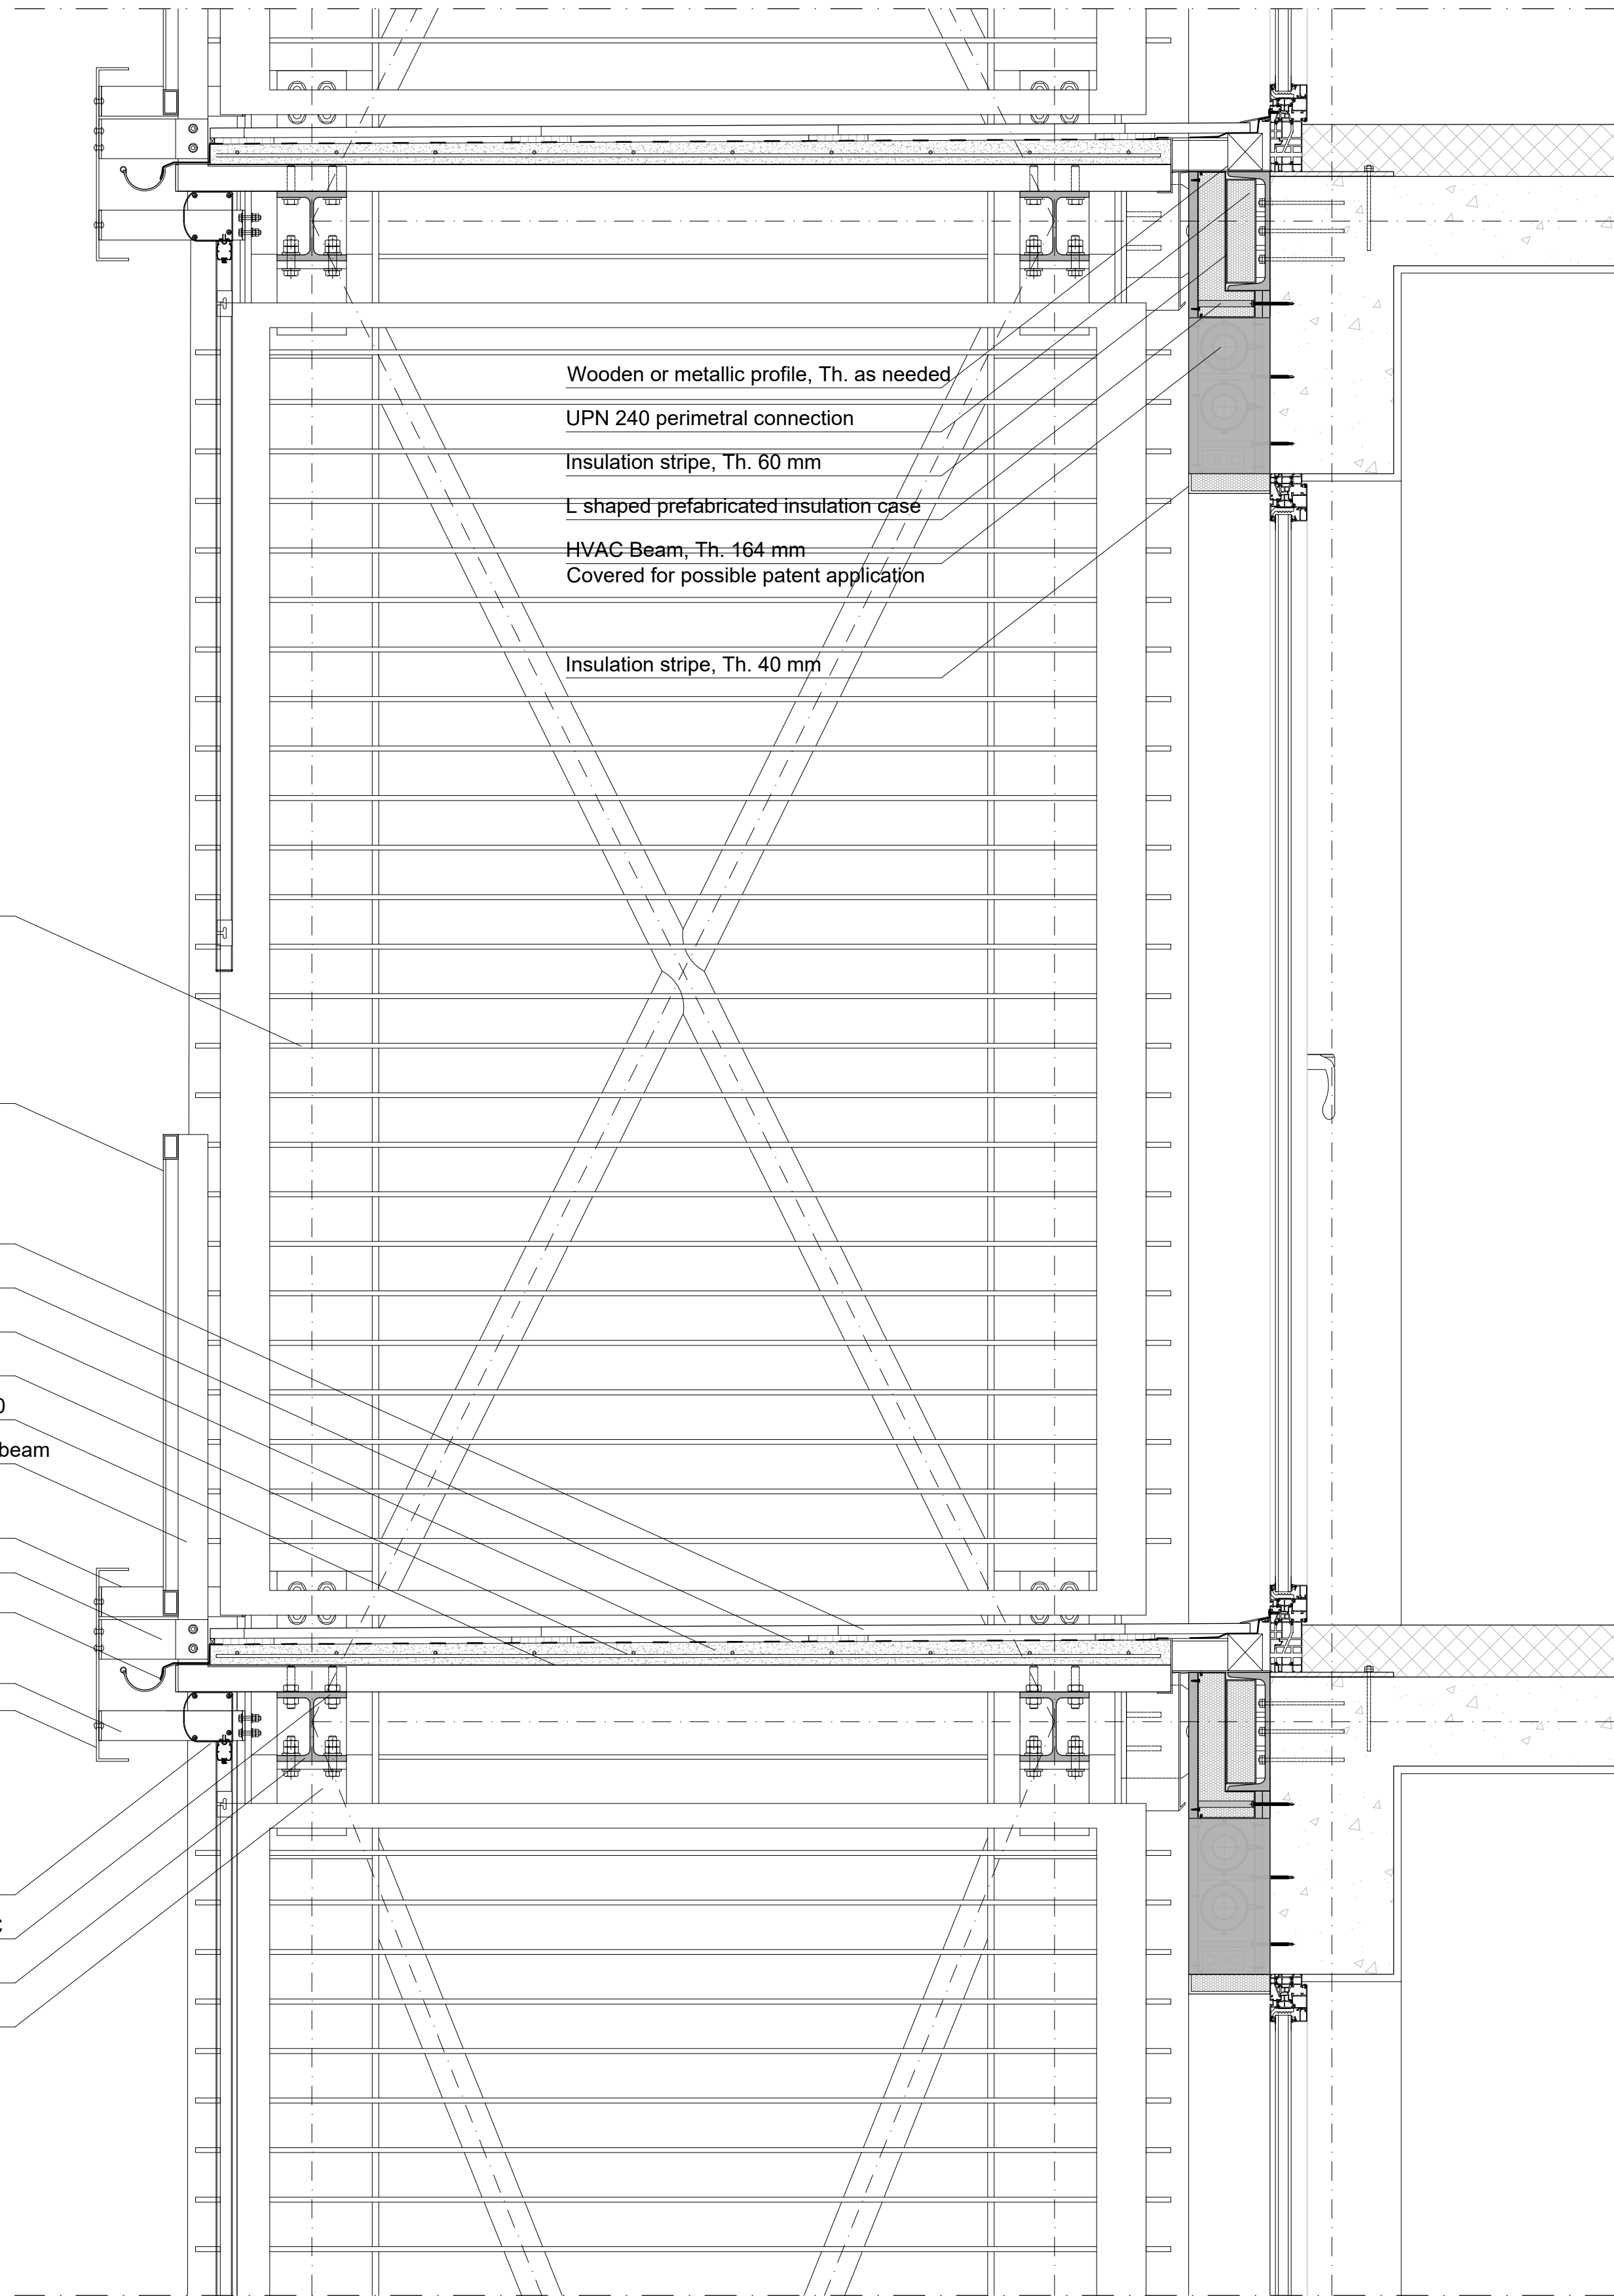 Wooden or metallic profile, Th. as needed
UPN 240 perimetral connection
Insulation stripe, Th. 60 mm
L shaped prefabricated insulation case
HVAC Beam, Th. 164 mm
Covered for possible patent application
Insulation stripe, Th. 40 mm
0
beam
C